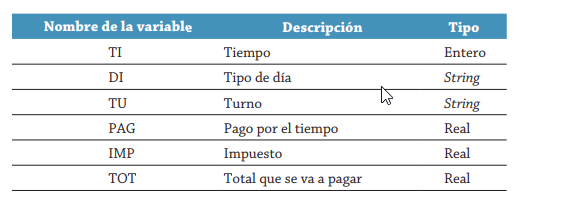 Nombre de la variable Descripción Tipo
TI Tiempo Entero
DI Tipo de día String
TU Turno String
PAG Pago por el tiempo Real
IMP Impuesto Real
TOT Total que se va a pagar Real